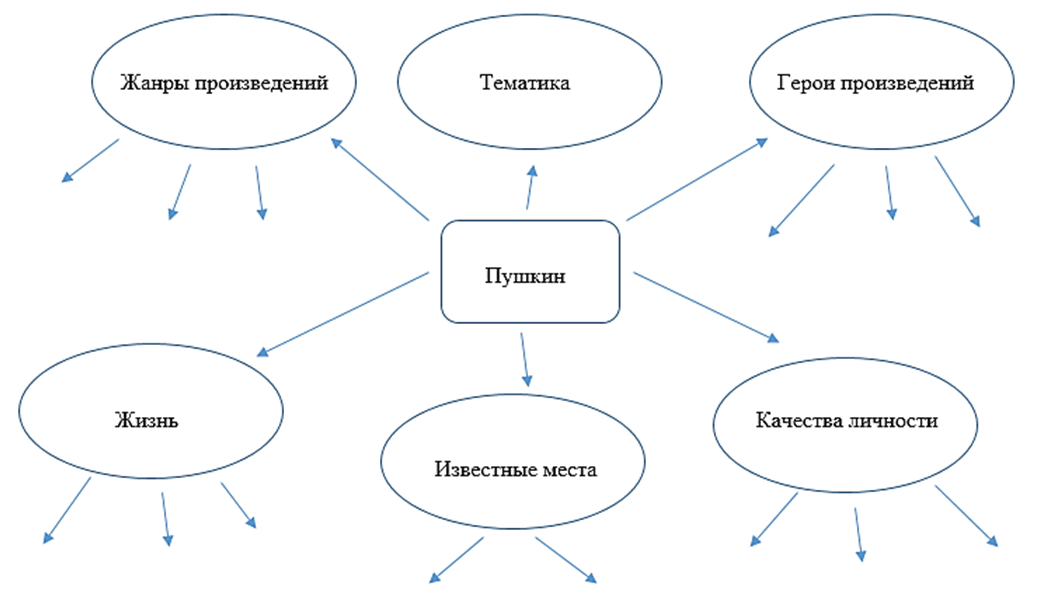 Жанры произведений
Тематика
Герои произведений
Пушкин
Жизнь
Известные места
Качества личности